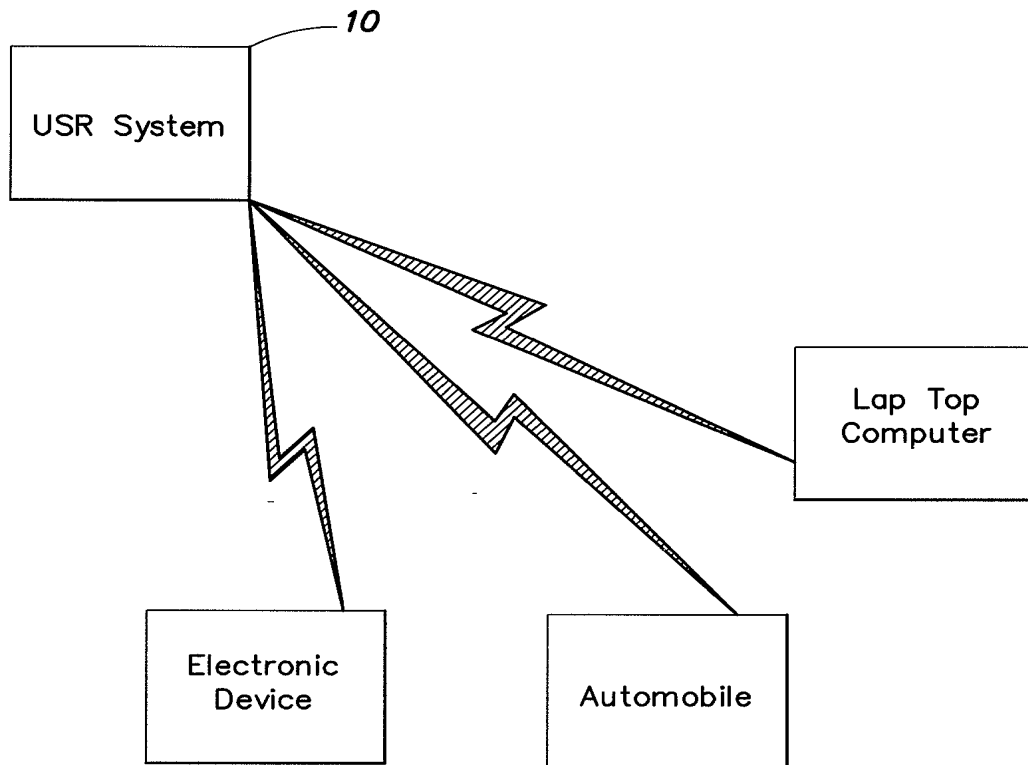 10
USR System
Lap Top
Computer
Electronic
Device
Automobile